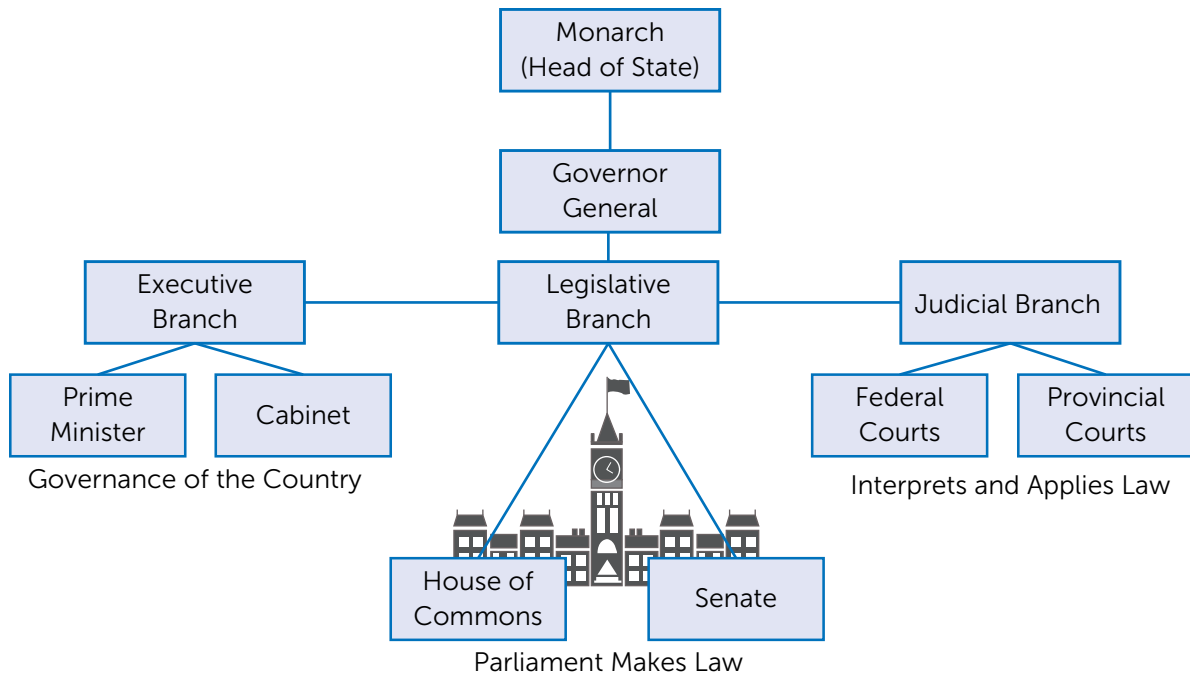 Monarch
(Head of State)
Governor
General
Executive
Branch
Legislative
Branch
Judicial Branch
Prime
Minister
Cabinet
Governance of the Country
Federal
Courts
Provincial
Courts
Interprets and Applies Law
House of
Commons
Senate
Parliament Makes Law